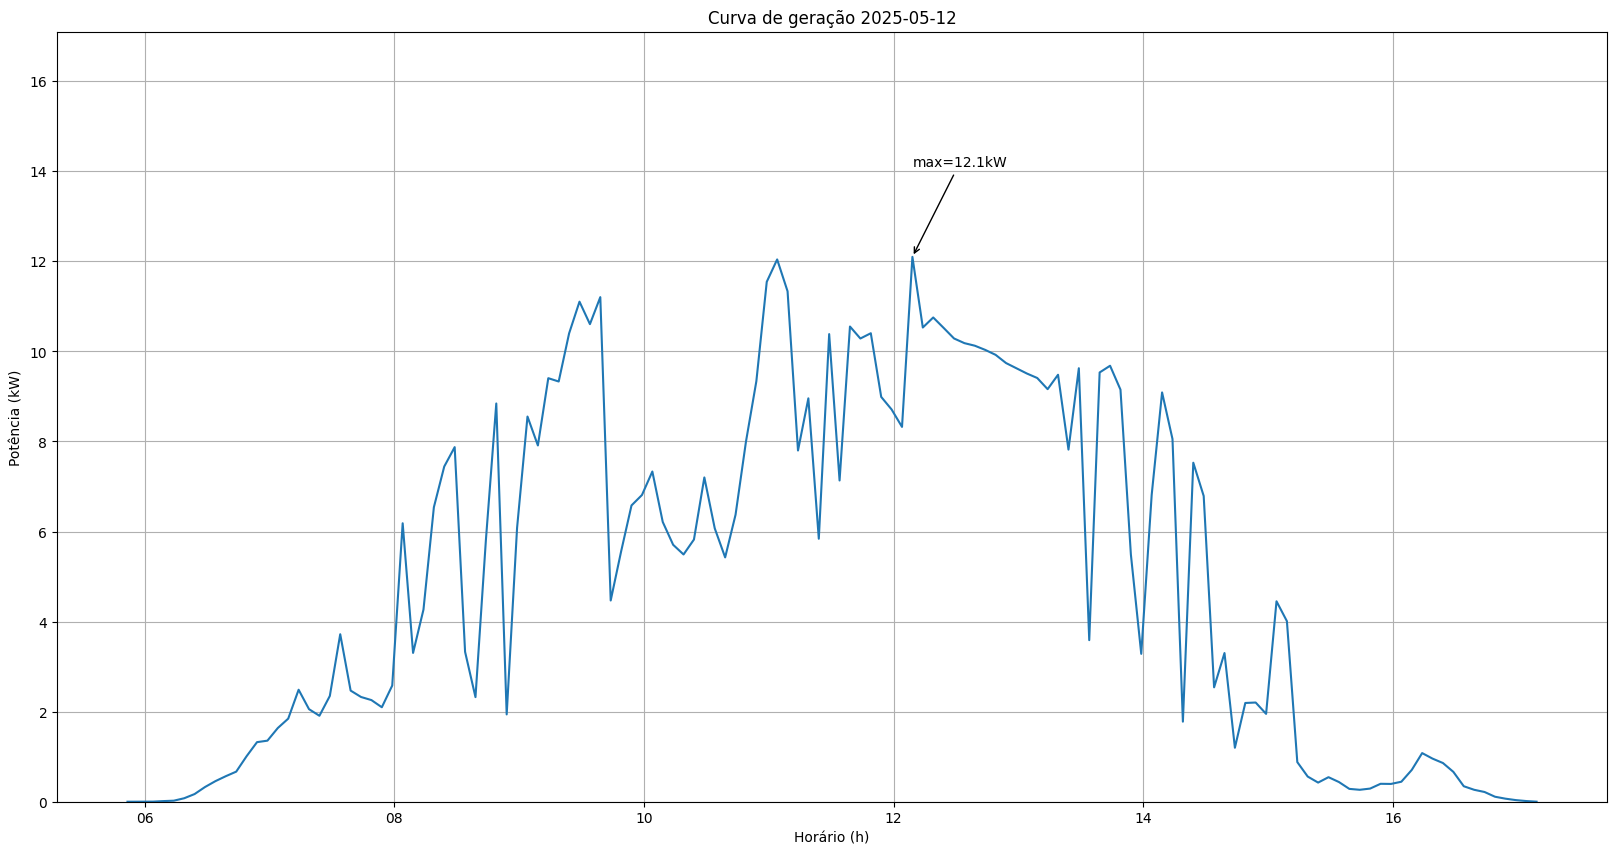 Curva de geração 2025-05-12
16
14
12
10
8
6
4
2
0
Potência (kW)
max=12.1kW
06 08 10 12 14 16
Horário (h)